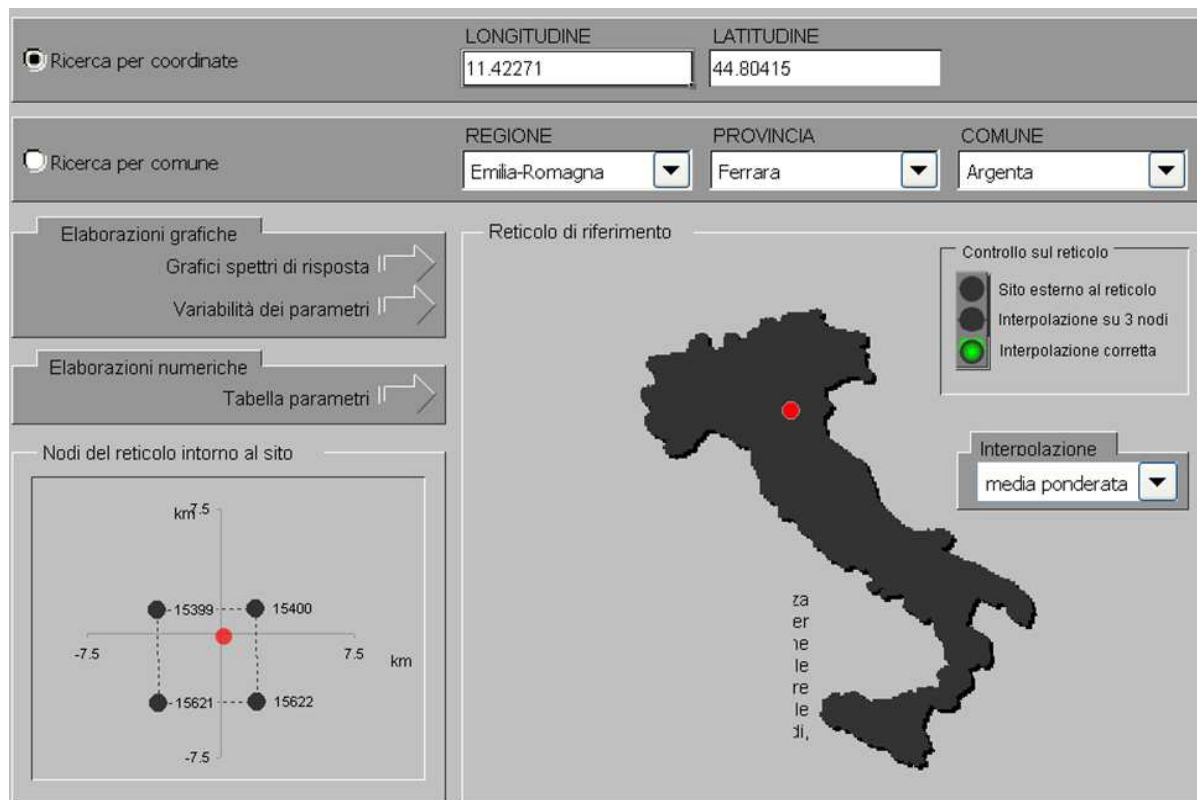 LONGITUDINE LATITUDINE
Ricerca per coordinate 11.42271 44.80415
REGIONE PROVINCIA COMUNE
Ricerca per comune Emilia-Romagna Ferrara Argenta
Elaborazioni grafiche
Grafici spettri di risposta
Variabilità dei parametri
Elaborazioni numeriche
Tabella parametri
Nodi del reticolo intorno al sito
km 7.5
15399 15400
-7.5 7.5 km
15621 15622
-7.5
Reticolo di riferimento
Controllo sul reticolo
Sito esterno al reticolo
Interpolazione su 3 nodi
Interpolazione corretta
Interpolazione
media ponderata
za
er
ne
le
re
le
di,